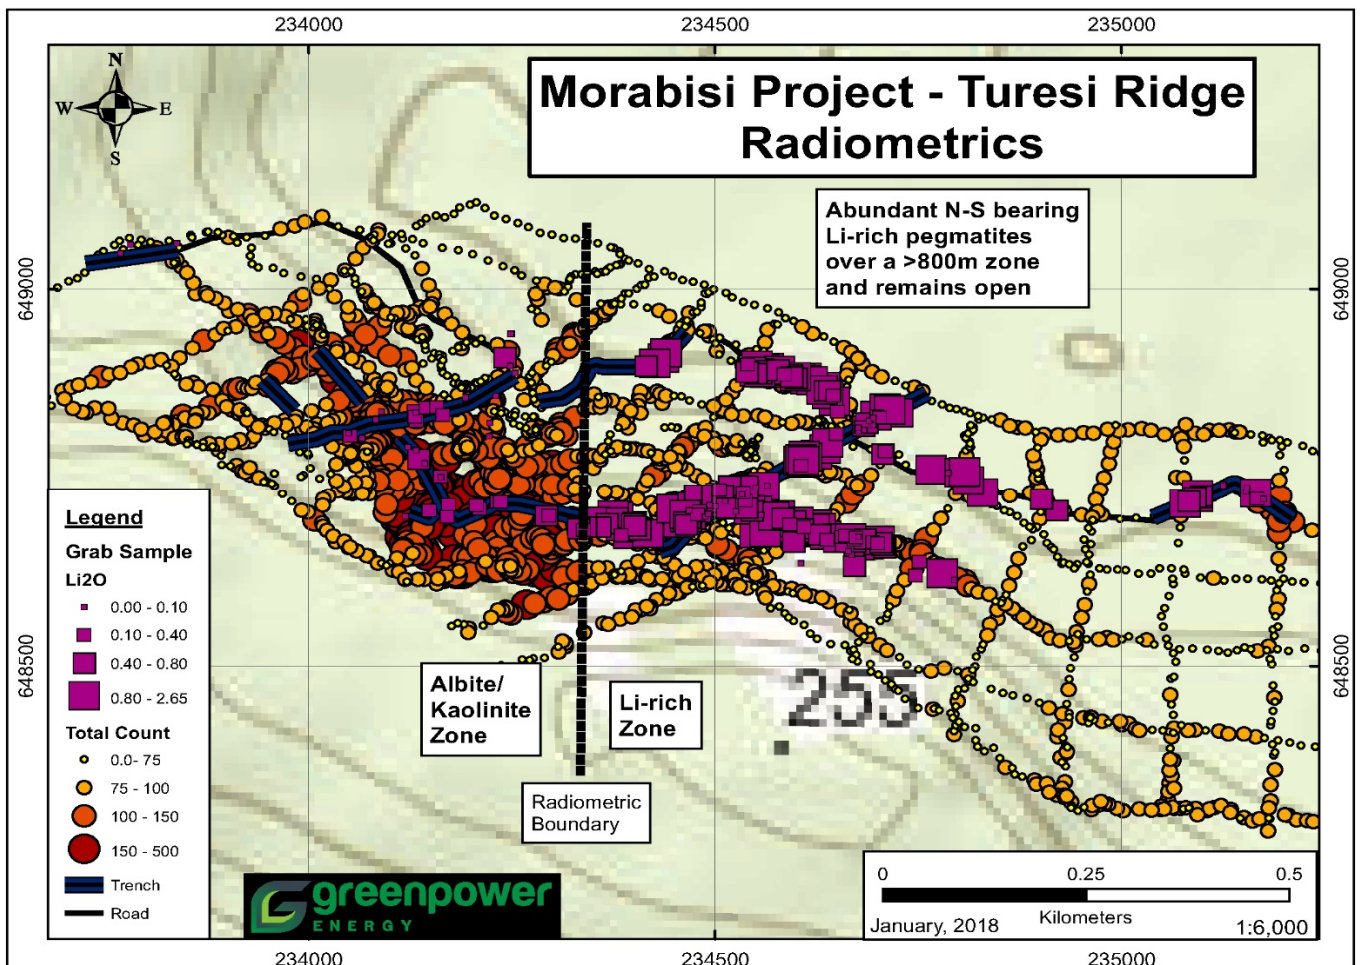 234000
234500
235000
N
W
E
S
Morabisi Project - Turesi Ridge
Radiometrics
Abundant N-S bearing
Li-rich pegmatites
over a >800m zone
and remains open
649000
649000
648500
648500
Legend
Grab Sample
Li2O
0.00 - 0.10
0.10 - 0.40
0.40 - 0.80
0.80 - 2.65
Total Count
0.0- 75
75 - 100
100 - 150
150 - 500
Trench
Road
Albite/
Kaolinite
Zone
Li-rich
Zone
255
Radiometric
Boundary
greenpower
ENERGY
0
0.25
0.5
Kilometers
January, 2018
1:6,000
234000
234500
235000